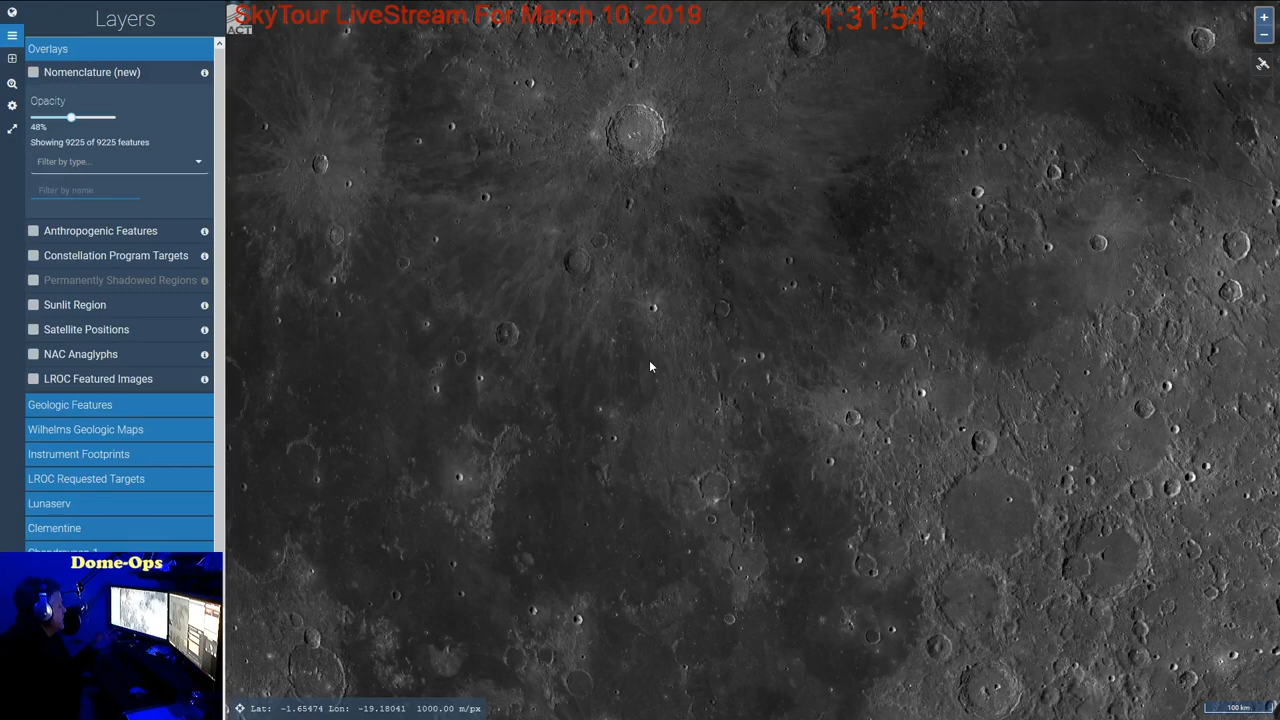 SkyTour LiveStream For March 10 2019
1:31:54
ACT
Layers
Overlays
Nomenclature (new)
Opacity
48%
Showing 9225 of 9225 features
Filter by type...
Filter by name
Anthropogenic Features
Constellation Program Targets
Permanently Shadowed Regions
Sunlit Region
Satellite Positions
NAC Anaglyphs
LROC Featured Images
Geologic Features
Wilhelms Geologic Maps
Instrument Footprints
LROC Requested Targets
Lunaserv
Clementine
Dome-Ops
Lat: -1.65474 Lon: -19.18041 1000.00 m/px
100 km